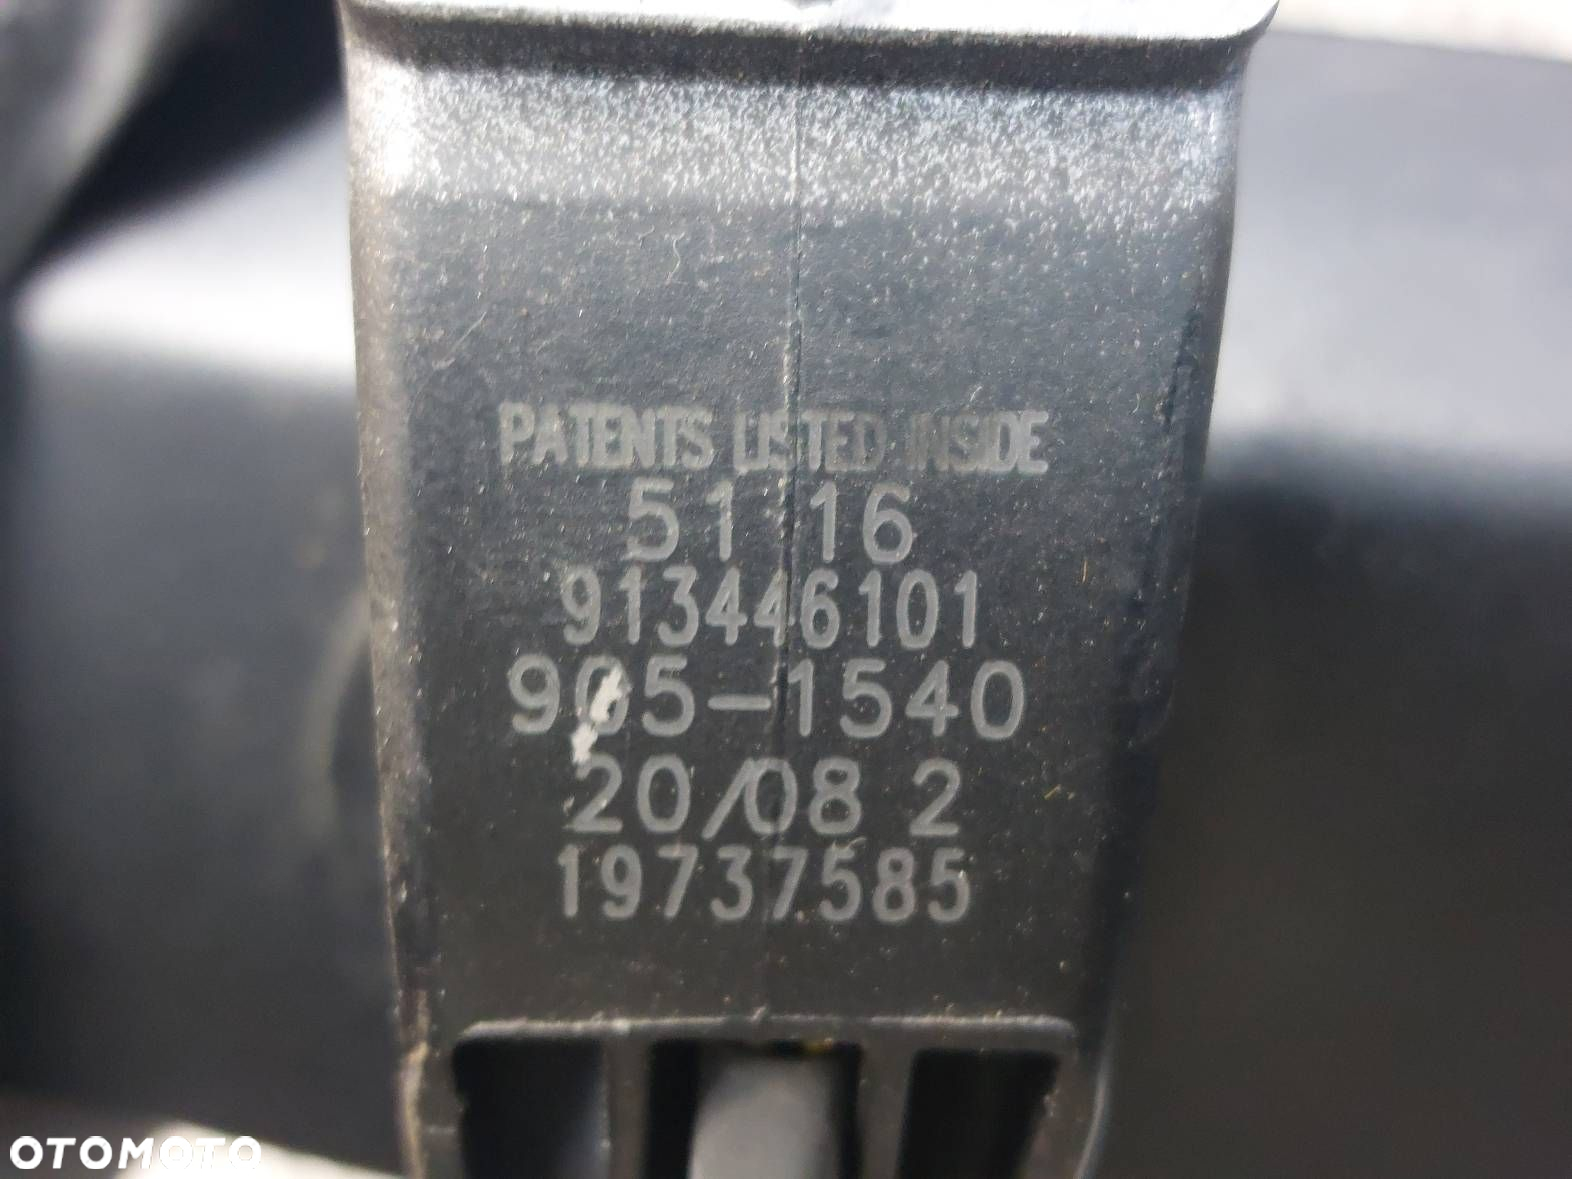 PATENTS LISTED INSIDE
51 16
913446101
905-1540
20/08 2
19737585
OTOMOTO